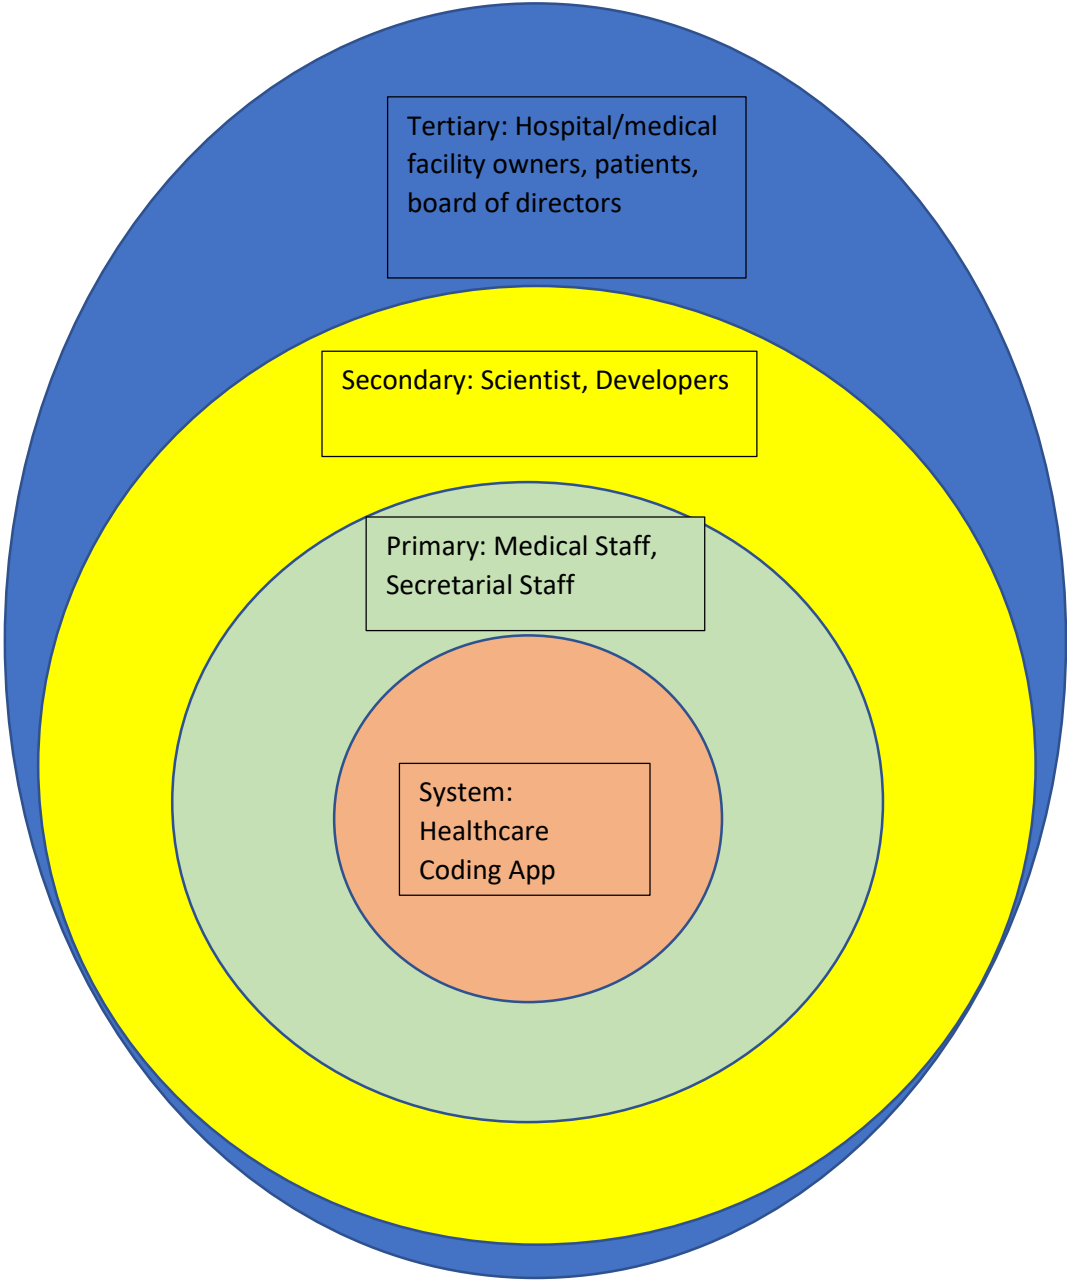 Tertiary: Hospital/medical
facility owners, patients,
board of directors
Secondary: Scientist, Developers
Primary: Medical Staff,
Secretarial Staff
System:
Healthcare
Coding App